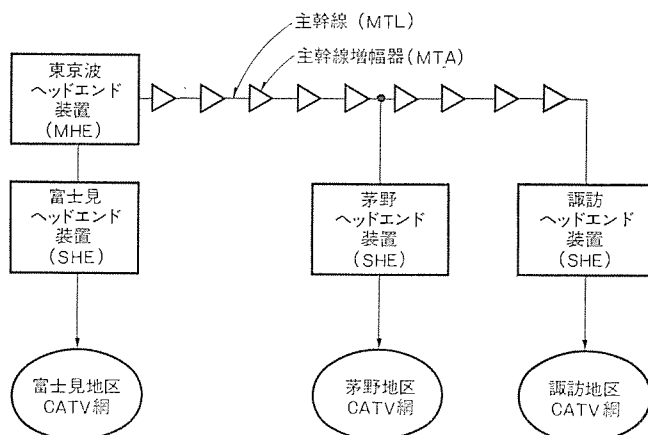 主幹線(MTL)
主幹線増幅器(MTA)
東京波
ヘッドエンド
装置
(MHE)
富士見
ヘッドエンド
装置
(SHE)
茅野
ヘッドエンド
装置
(SHE)
諏訪
ヘッドエンド
装置
(SHE)
富士見地区
CATV網
茅野地区
CATV網
諏訪地区
CATV網